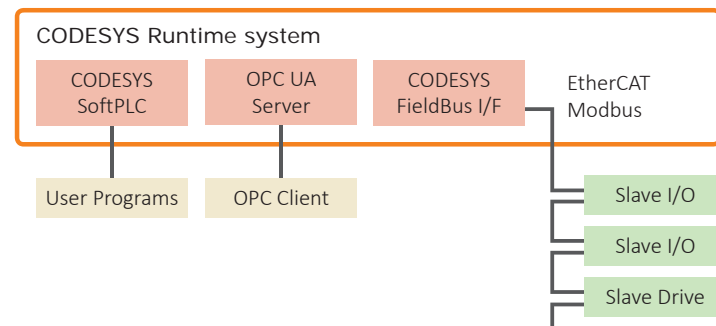 CODESYS Runtime system
CODESYS
SoftPLC
OPC UA
Server
CODESYS
FieldBus I/F
EtherCAT
Modbus
User Programs
OPC Client
Slave I/O
Slave I/O
Slave Drive